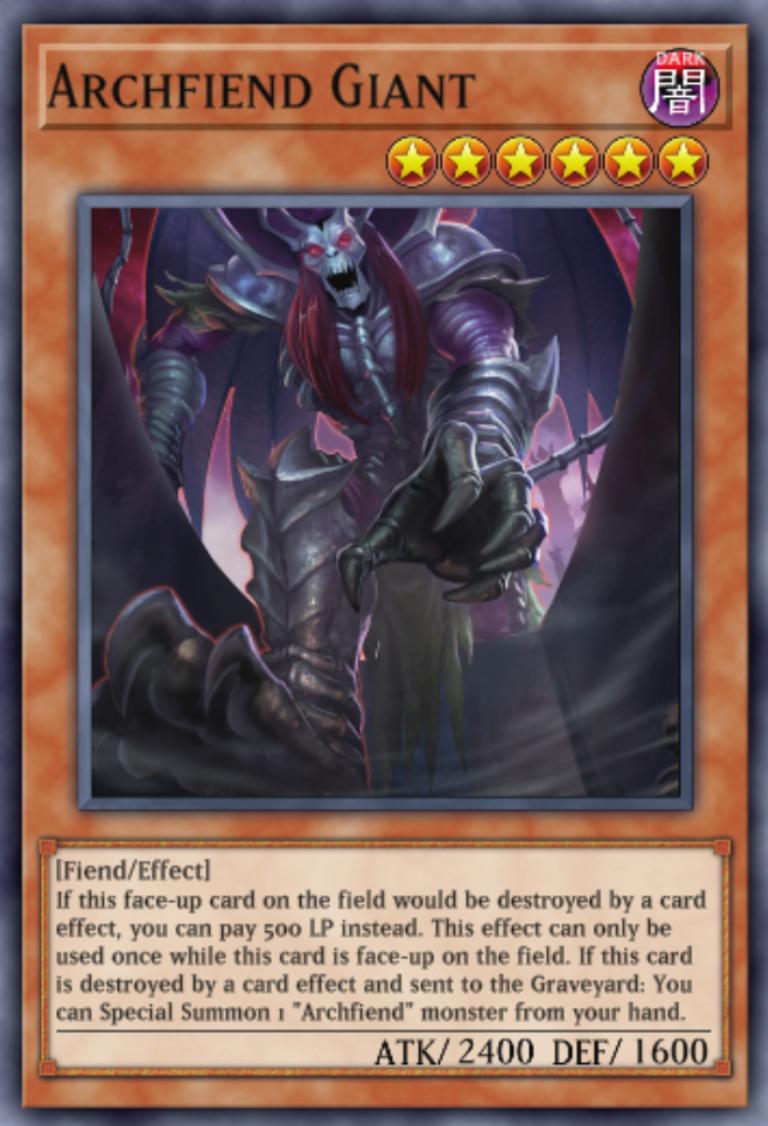 Archfiend Giant
DARK
闇
[Fiend/Effect]
If this face-up card on the field would be destroyed by a card
effect, you can pay 500 LP instead. This effect can only be
used once while this card is face-up on the field. If this card
is destroyed by a card effect and sent to the Graveyard: You
can Special Summon 1 "Archfiend" monster from your hand.
ATK/ 2400 DEF/ 1600